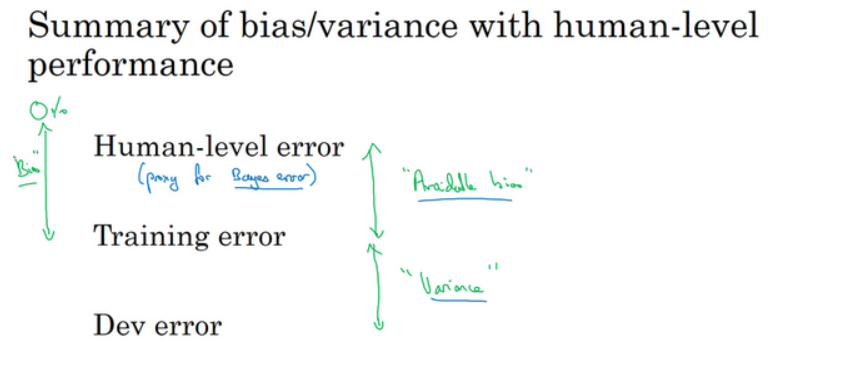 Summary of bias/variance with human-level
performance
0%
"Bias"
Human-level error
(proxy for Bayes error)
"Avoidable bias"
Training error
"Variance"
Dev error